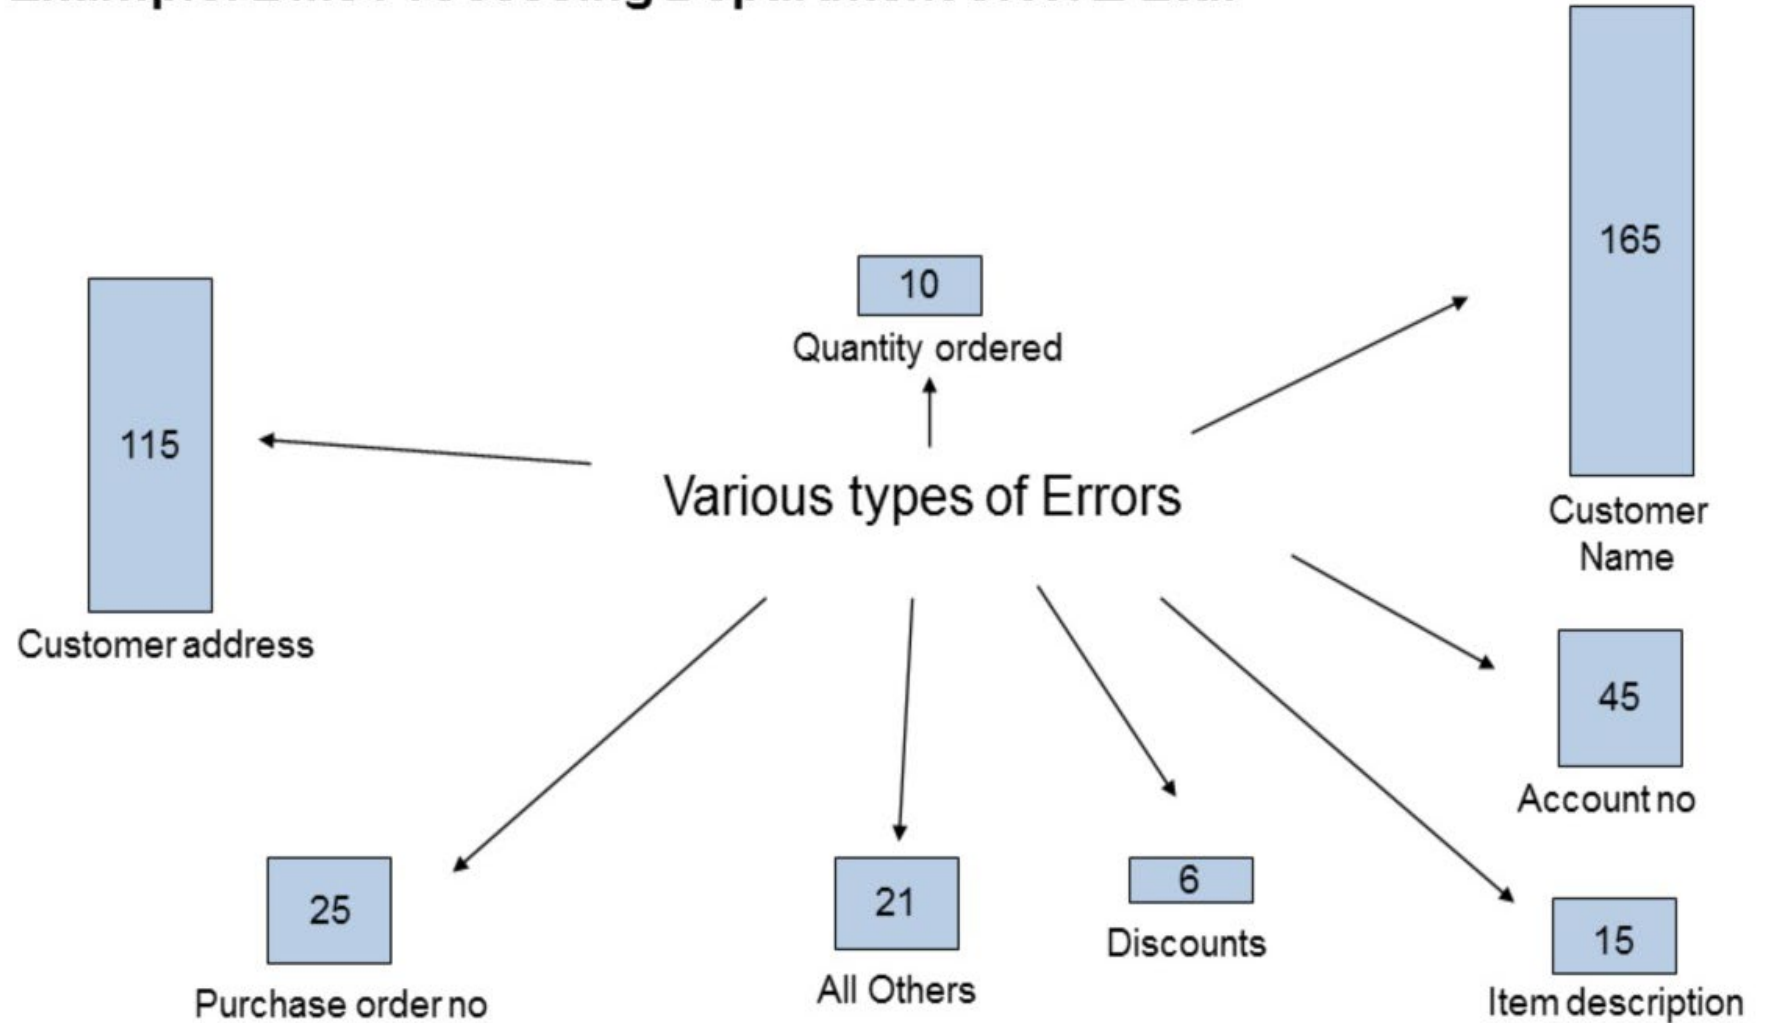 165
10
Quantity ordered
115
Various types of Errors
Customer
Name
Customer address
45
Account no
25
21
6
Discounts
15
All Others
Purchase order no
Item description